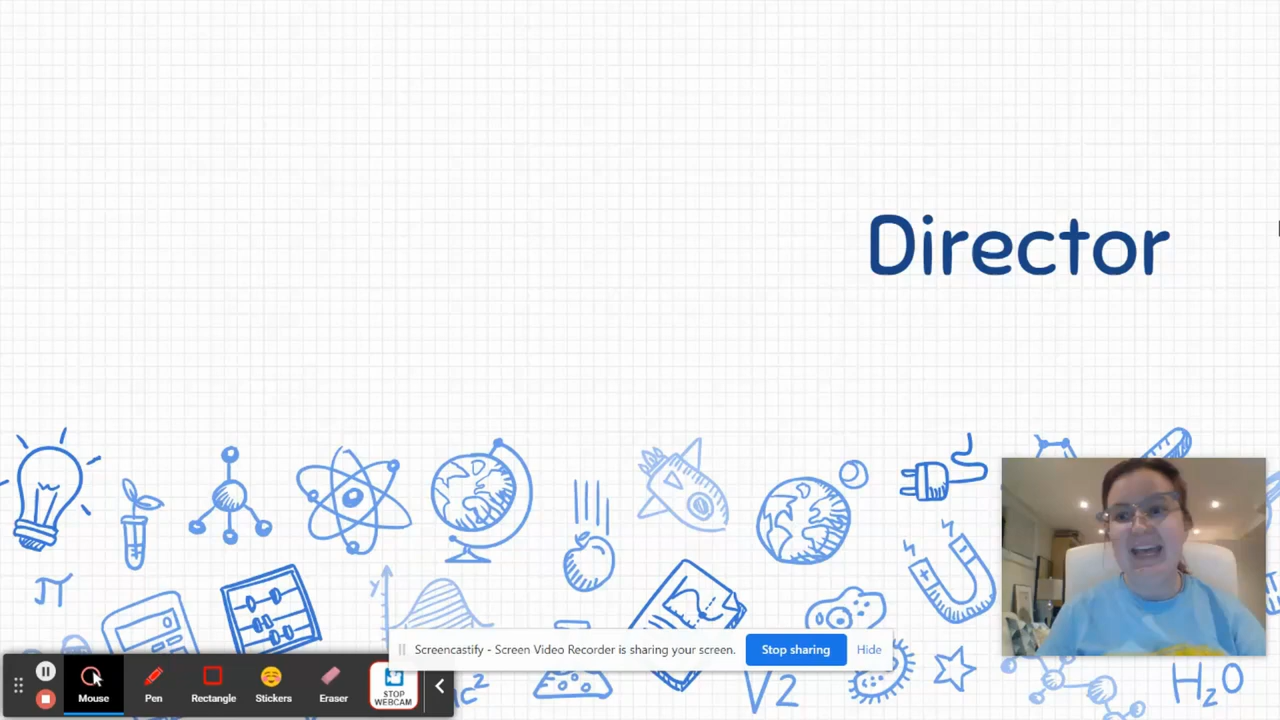 Director
π
y
Screencastify - Screen Video Recorder is sharing your screen.
Stop sharing
Hide
Mouse
Pen
Rectangle
Stickers
Eraser
STOP
WEBCAM
c²
V2
H₂O